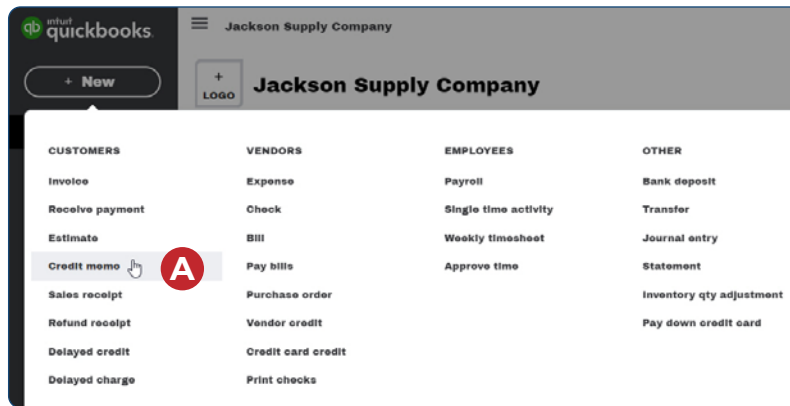 qb intuit quickbooks.
Jackson Supply Company
+ New
+ LOGO
Jackson Supply Company
CUSTOMERS
Invoice
Receive payment
Estimate
Credit memo
A
Sales receipt
Refund receipt
Delayed credit
Delayed charge
VENDORS
Expense
Check
Bill
Pay bills
Purchase order
Vendor credit
Credit card credit
Print checks
EMPLOYEES
Payroll
Single time activity
Weekly timesheet
Approve time
OTHER
Bank deposit
Transfer
Journal entry
Statement
Inventory qty adjustment
Pay down credit card